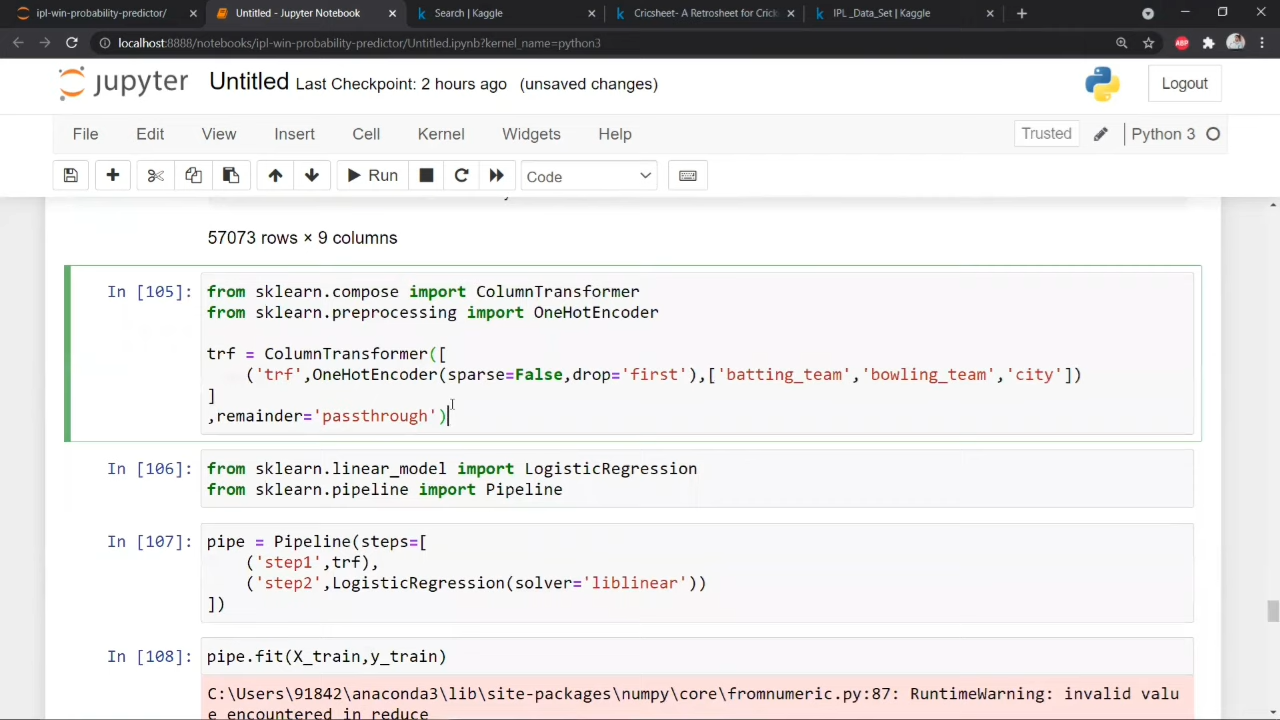 ipl-win-probability-predictor/
Untitled - Jupyter Notebook
Search | Kaggle
Cricsheet- A Retrosheet for Crick
IPL _Data_Set | Kaggle
localhost:8888/notebooks/ipl-win-probability-predictor/Untitled.ipynb?kernel_name=python3
ABP
jupyter Untitled Last Checkpoint: 2 hours ago (unsaved changes)
Logout
File Edit View Insert Cell Kernel Widgets Help
Trusted Python 3
Run Code
57073 rows × 9 columns
In [105]: from sklearn.compose import ColumnTransformer
from sklearn.preprocessing import OneHotEncoder
trf = ColumnTransformer([
('trf',OneHotEncoder(sparse=False,drop='first'),['batting_team','bowling_team','city'])
]
,remainder='passthrough')
In [106]: from sklearn.linear_model import LogisticRegression
from sklearn.pipeline import Pipeline
In [107]: pipe = Pipeline(steps=[
('step1',trf),
('step2',LogisticRegression(solver='liblinear'))
])
In [108]: pipe.fit(X_train,y_train)
C:\Users\91842\anaconda3\lib\site-packages\numpy\core\fromnumeric.py:87: RuntimeWarning: invalid valu
e encountered in reduce